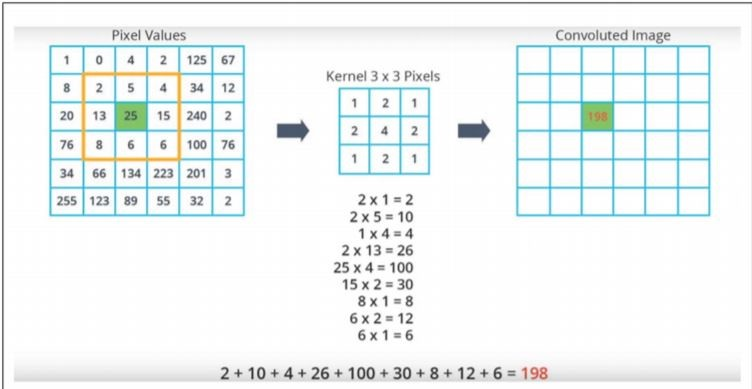 Pixel Values
1 0 4 2 125 67
8 2 5 4 34 12
20 13 25 15 240 2
76 8 6 6 100 76
34 66 134 223 201 3
255 123 89 55 32 2
Kernel 3 x 3 Pixels
1 2 1
2 4 2
1 2 1
2 x 1 = 2
2 x 5 = 10
1 x 4 = 4
2 x 13 = 26
25 x 4 = 100
15 x 2 = 30
8 x 1 = 8
6 x 2 = 12
6 x 1 = 6
Convoluted Image
198
2 + 10 + 4 + 26 + 100 + 30 + 8 + 12 + 6 = 198